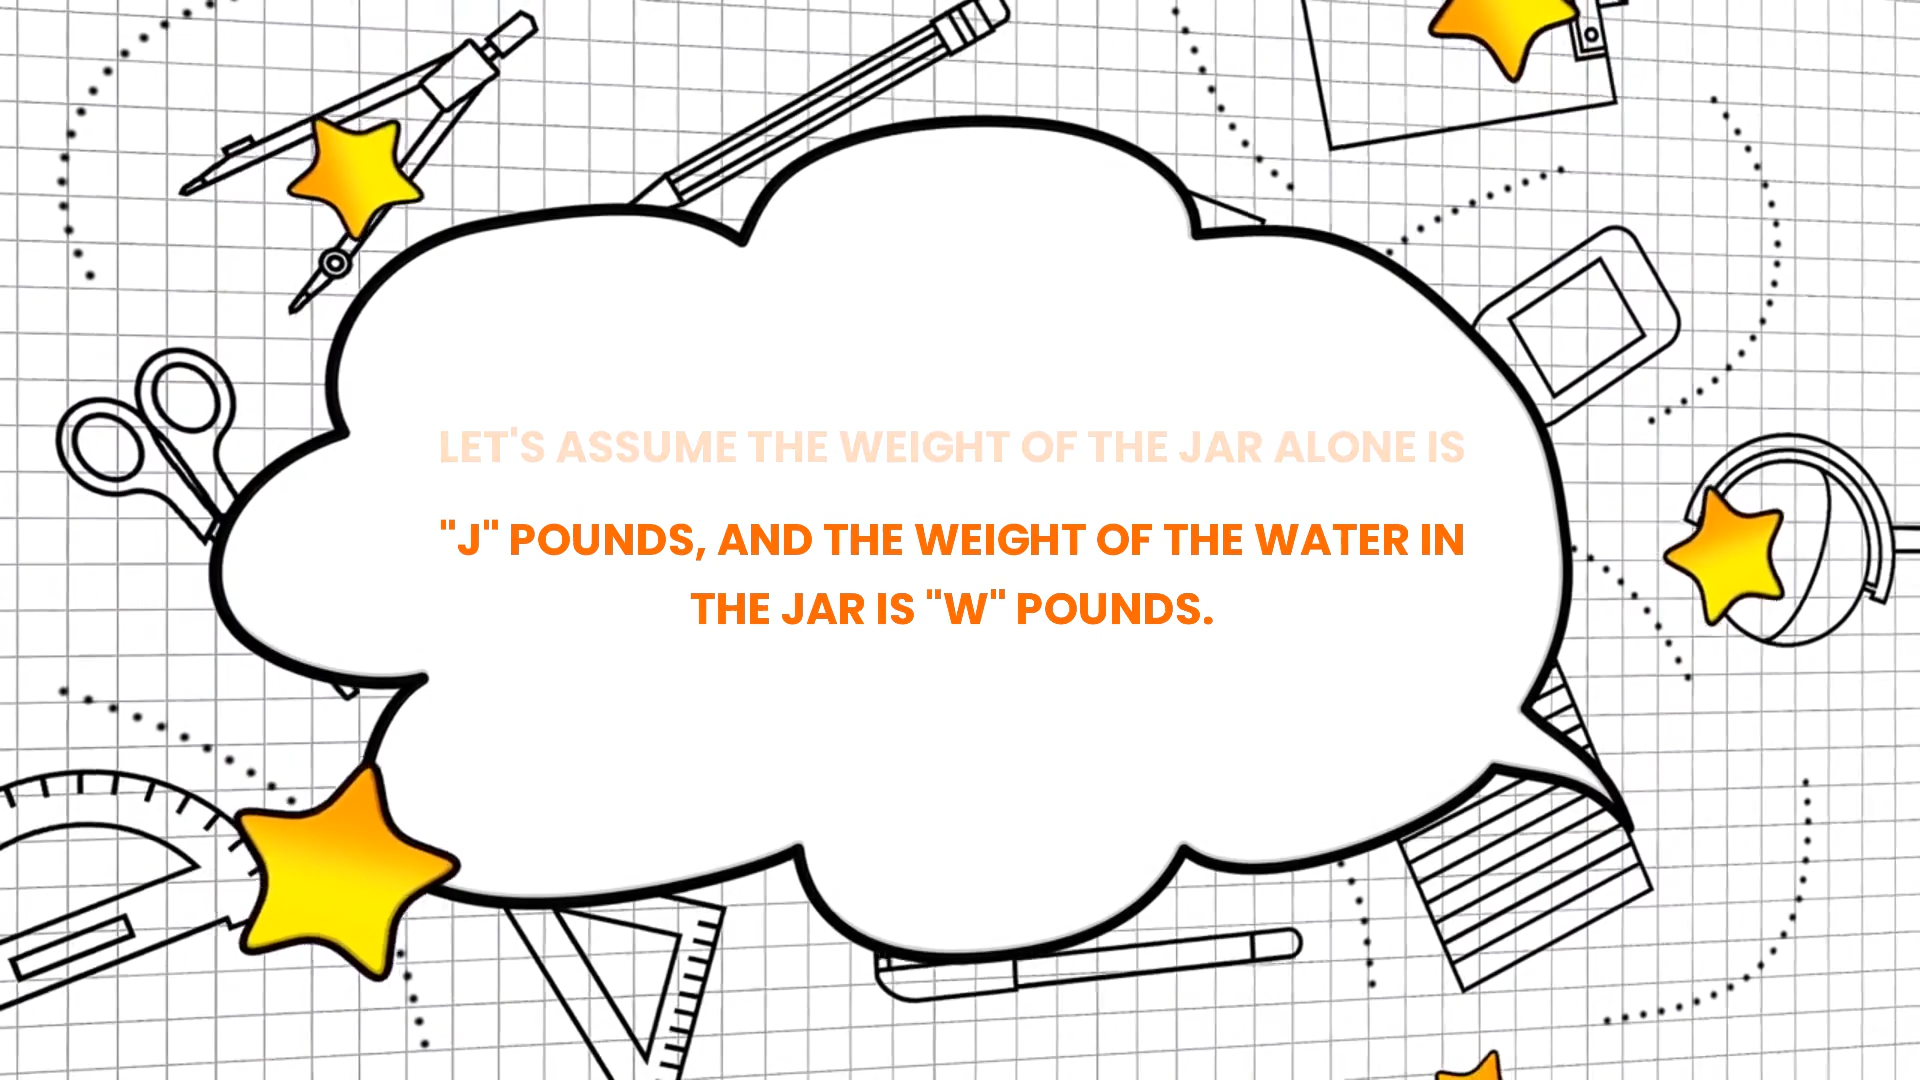 LET'S ASSUME THE WEIGHT OF THE JAR ALONE IS
"J" POUNDS, AND THE WEIGHT OF THE WATER IN
THE JAR IS "W" POUNDS.